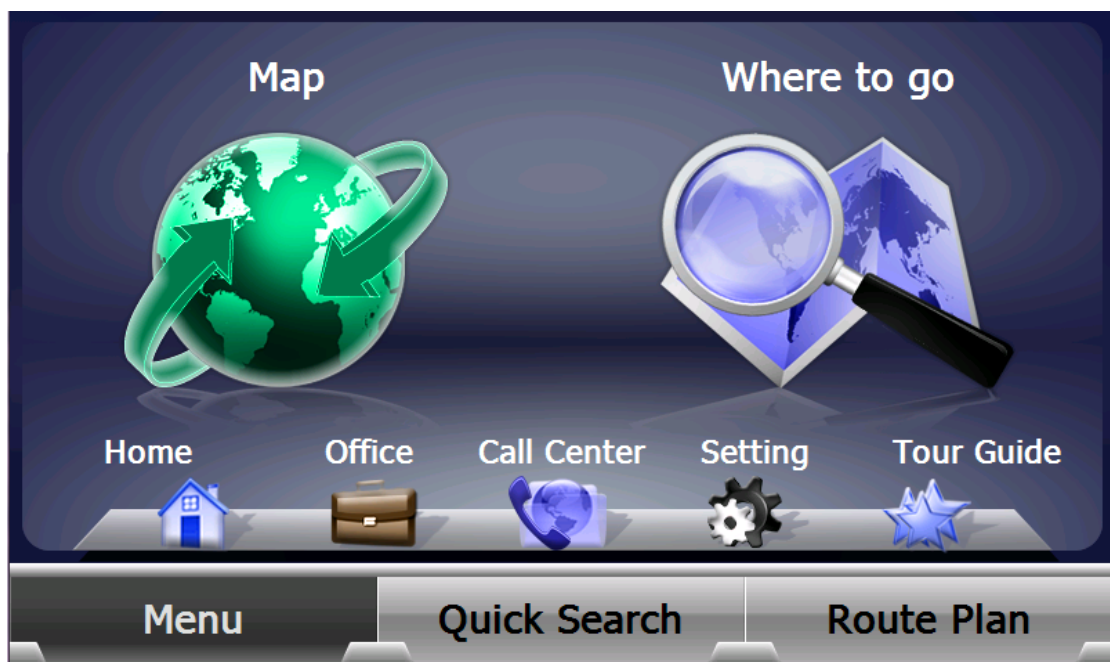 Map
Where to go
Home
Office
Call Center
Setting
Tour Guide
Menu
Quick Search
Route Plan